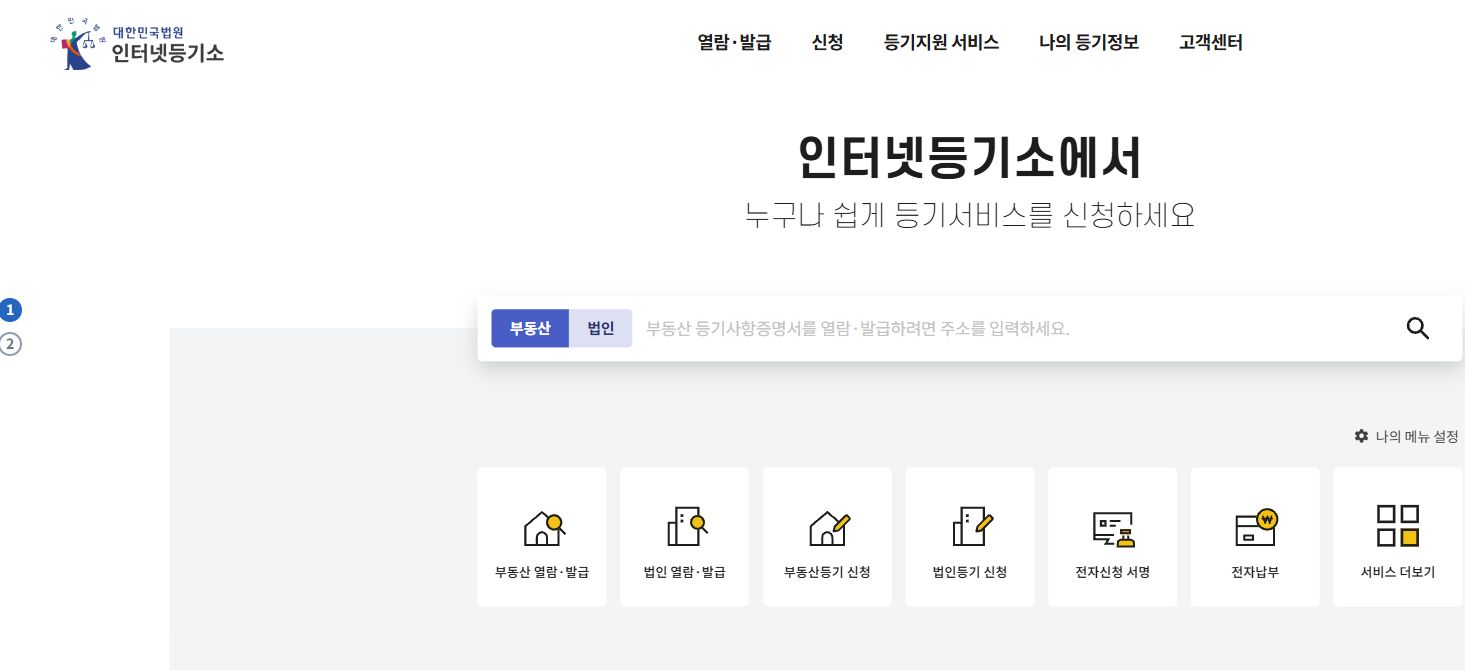 대한민국법원
대한민국법원
인터넷등기소
열람·발급 신청 등기지원 서비스 나의 등기정보 고객센터
인터넷등기소에서
누구나 쉽게 등기서비스를 신청하세요
1
2
부동산 법인 부동산 등기사항증명서를 열람·발급하려면 주소를 입력하세요.
나의 메뉴 설정
부동산 열람·발급 법인 열람·발급 부동산등기 신청 법인등기 신청 전자신청 서명 전자납부 서비스 더보기